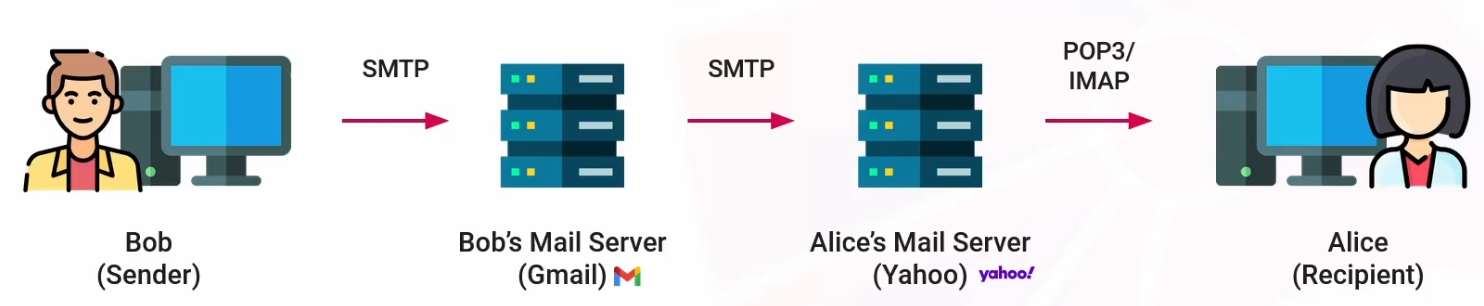 SMTP
SMTP
POP3/
IMAP
Bob
(Sender)
Bob's Mail Server
(Gmail)
Alice's Mail Server
(Yahoo) yahoo!
Alice
(Recipient)